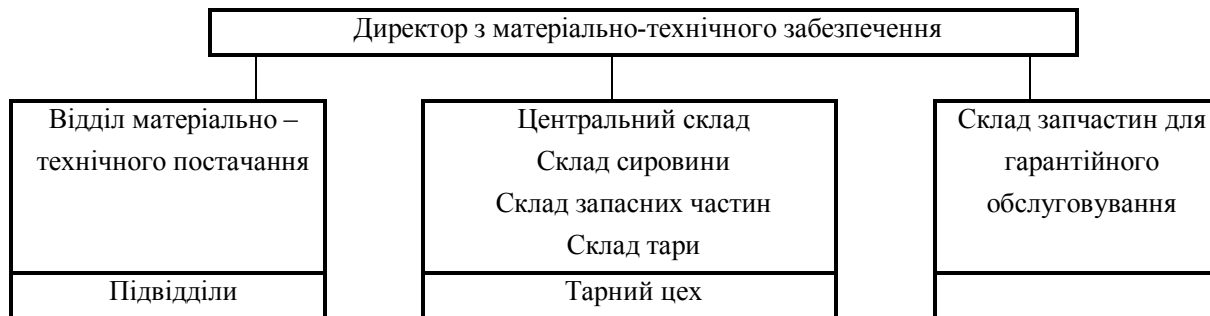 Директор з матеріально-технічного забезпечення
Відділ матеріально –
технічного постачання
Підвідділи
Центральний склад
Склад сировини
Склад запасних частин
Склад тари
Тарний цех
Склад запчастин для
гарантійного
обслуговування